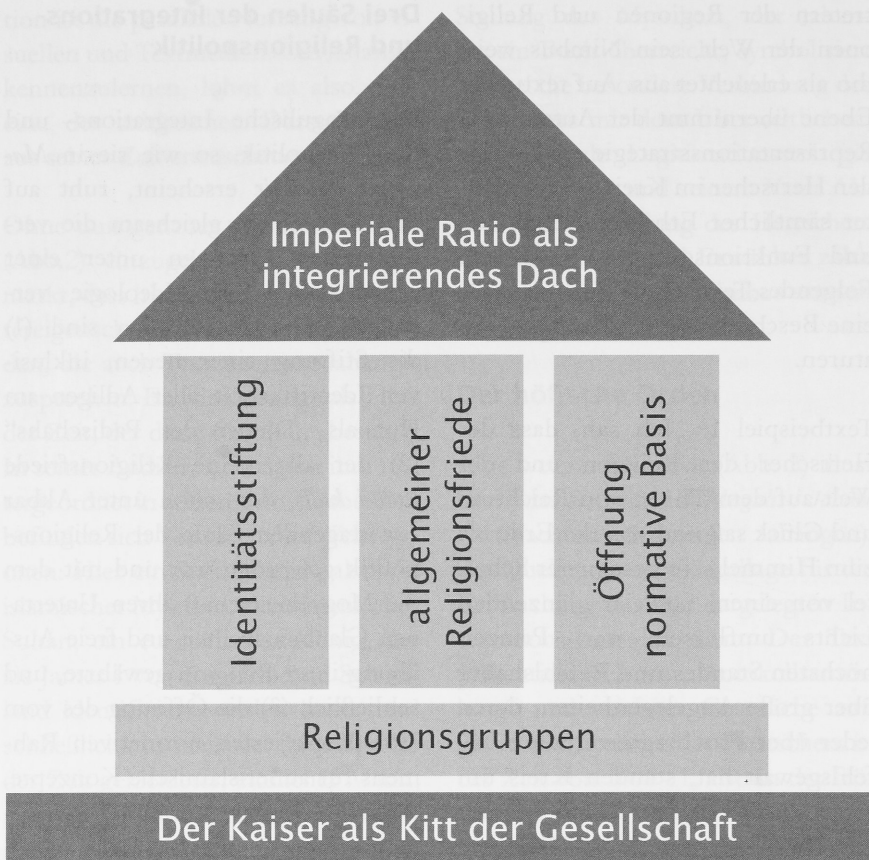 Imperiale Ratio als
integrierendes Dach
Identitätsstiftung
allgemeiner
Religionsfriede
Öffnung
normative Basis
Religionsgruppen
Der Kaiser als Kitt der Gesellschaft